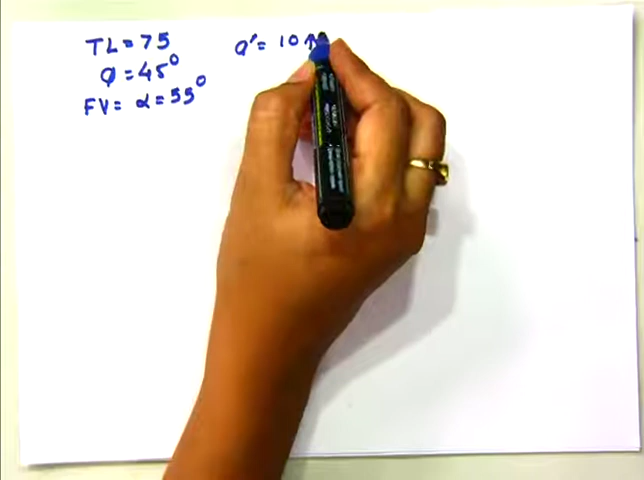 TL = 75
a' = 10
φ = 45°
FV = α = 55°